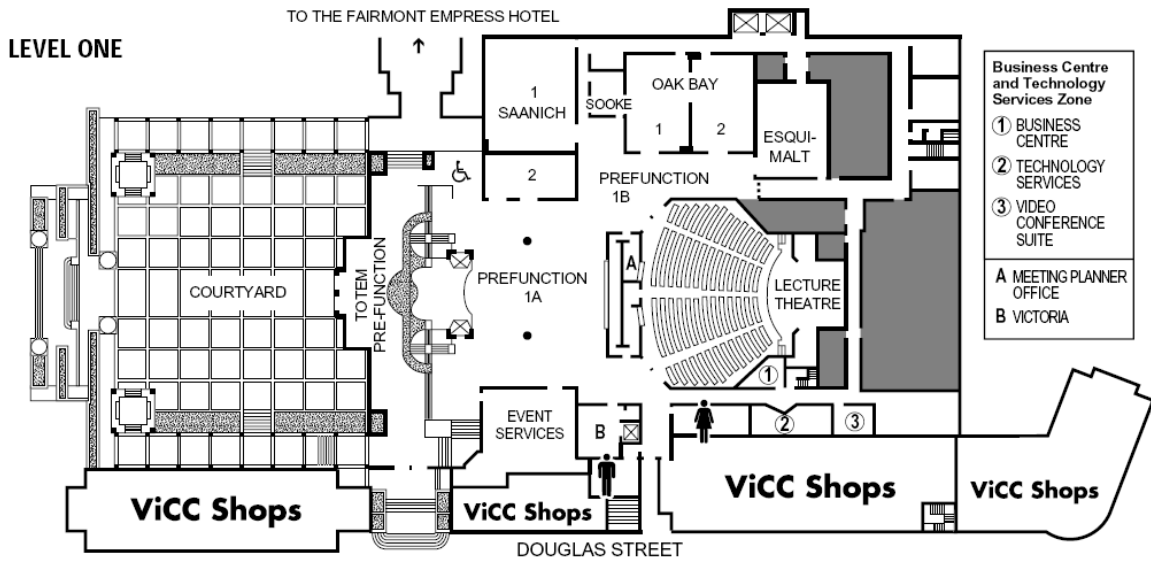 TO THE FAIRMONT EMPRESS HOTEL
LEVEL ONE
1
SAANICH
SOOKE
OAK BAY
1
2
ESQUI-
MALT
2
PREFUNCTION
1B
Business Centre
and Technology
Services Zone
1 BUSINESS
CENTRE
2 TECHNOLOGY
SERVICES
3 VIDEO
CONFERENCE
SUITE
A MEETING PLANNER
OFFICE
B VICTORIA
COURTYARD
TOTEM
PRE-FUNCTION
PREFUNCTION
1A
A
LECTURE
THEATRE
1
EVENT
SERVICES
B
2
3
ViCC Shops
ViCC Shops
ViCC Shops
ViCC Shops
DOUGLAS STREET